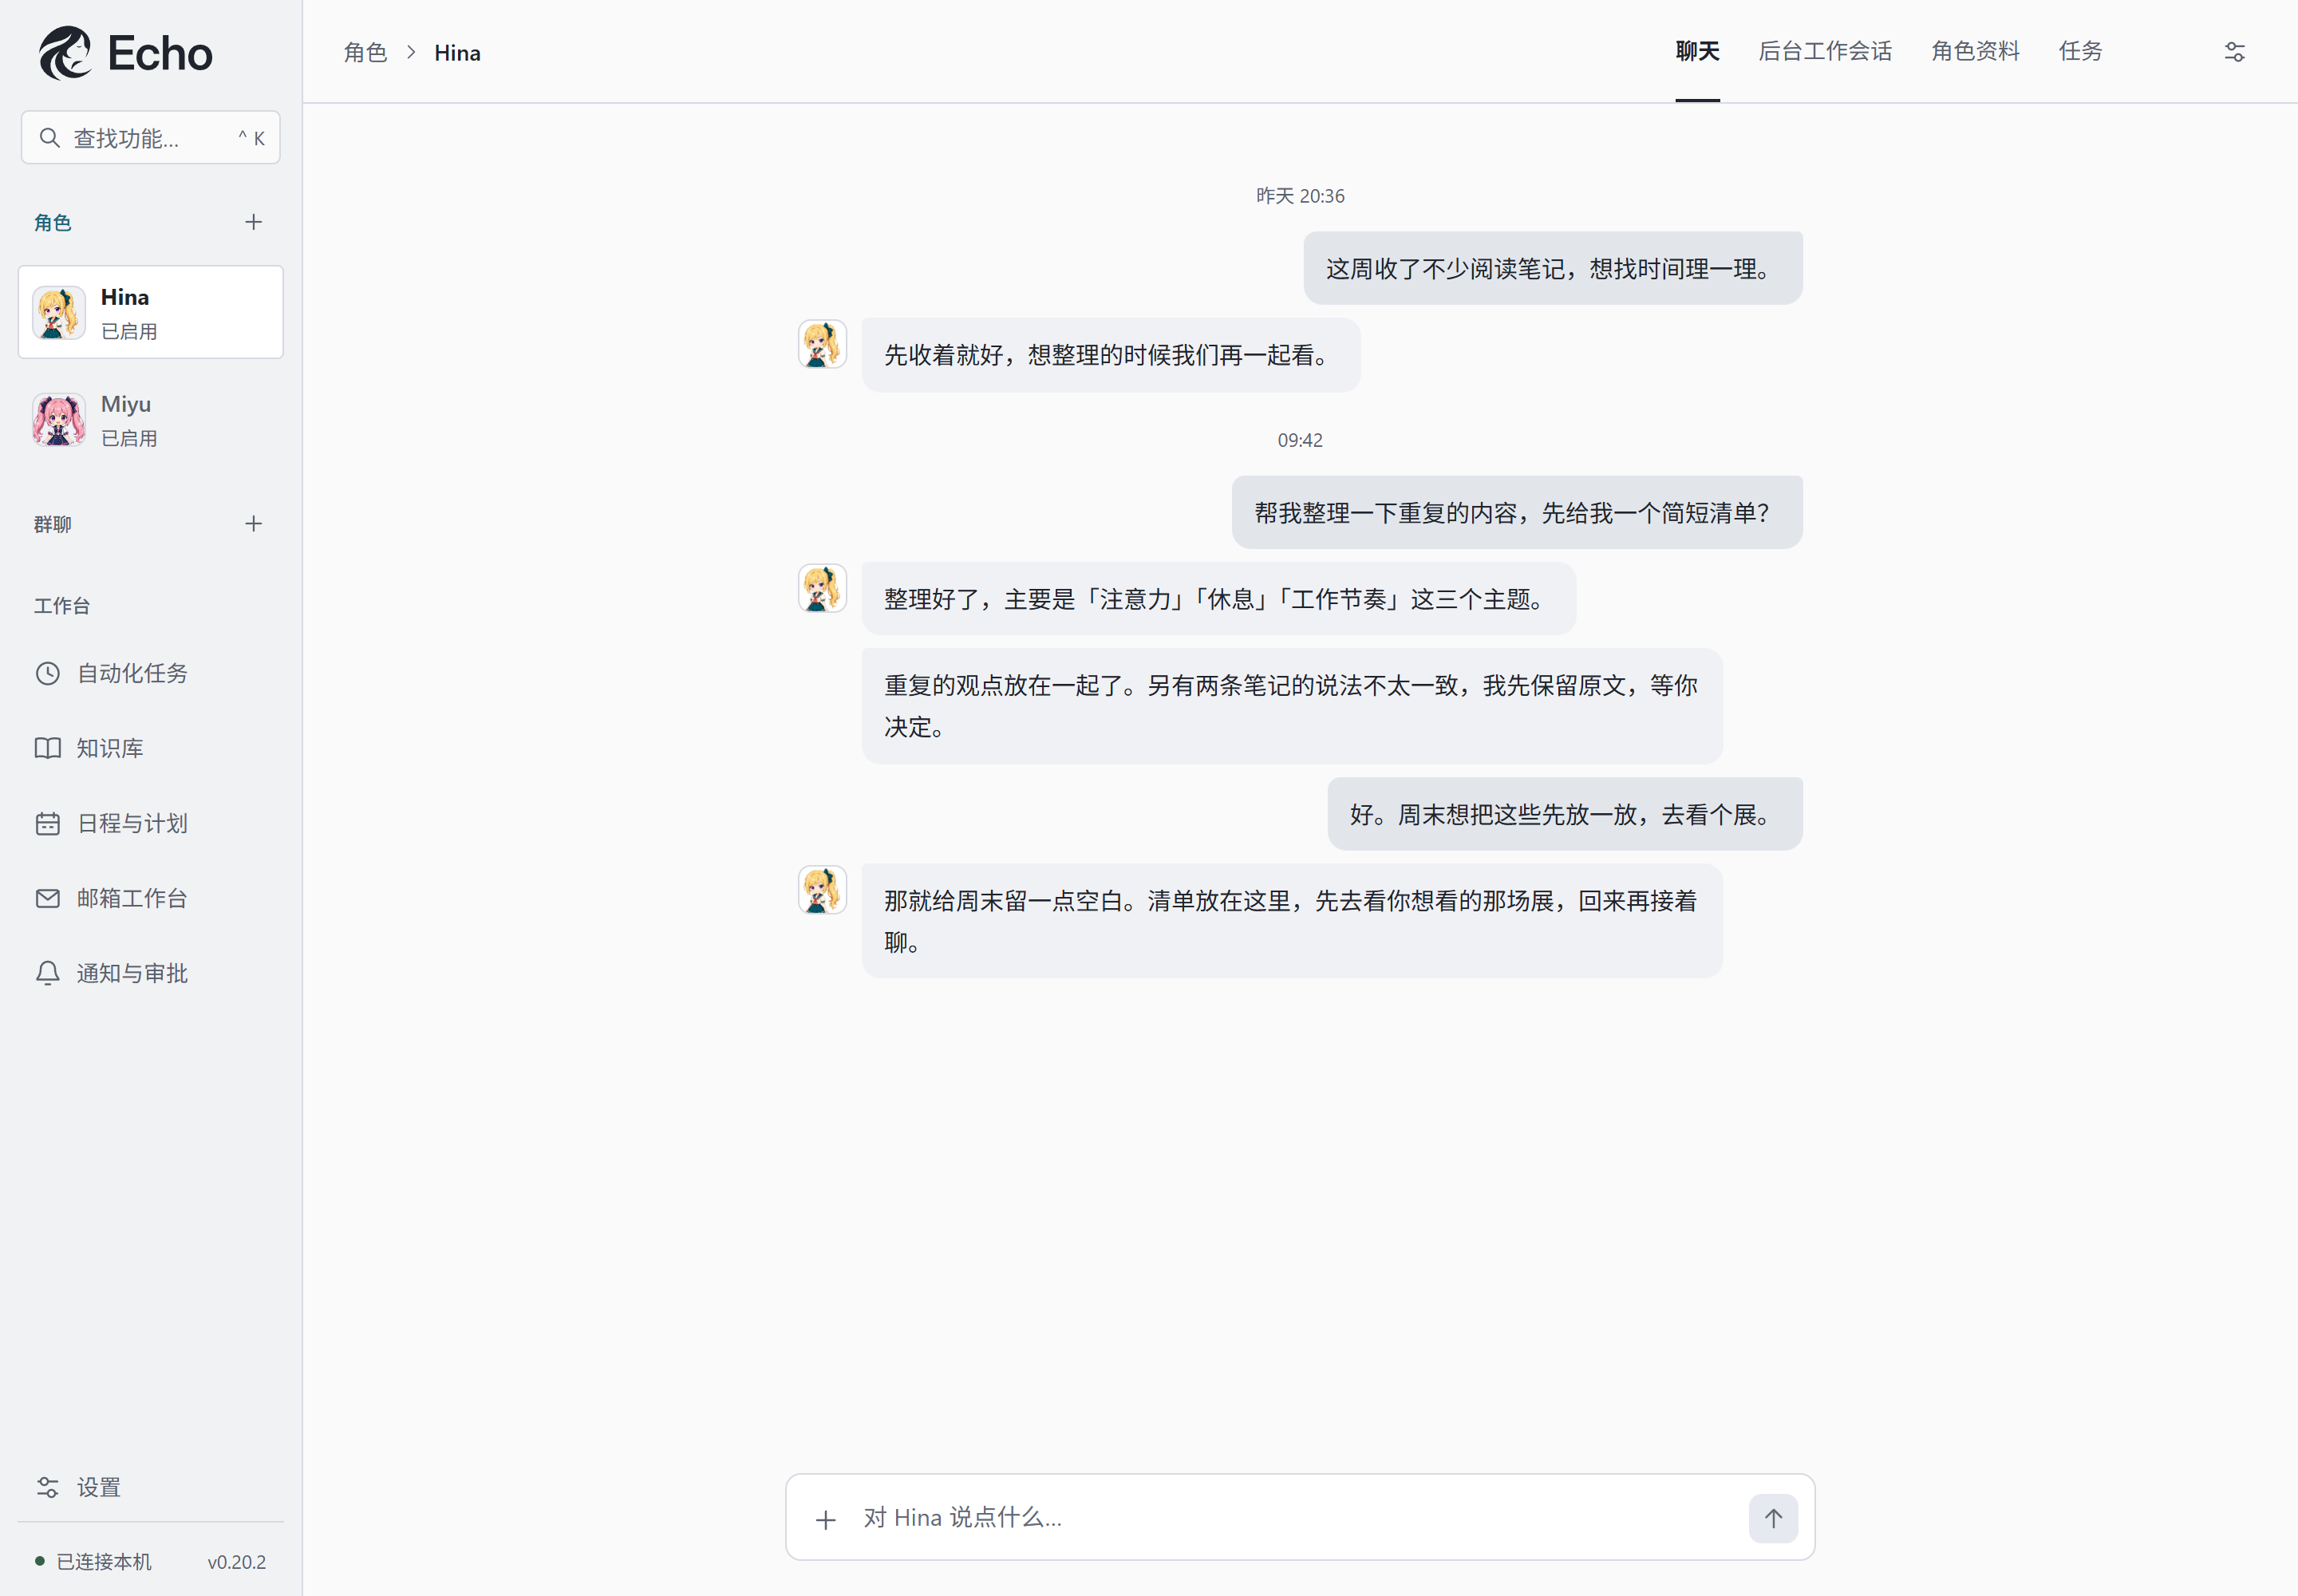 Echo
查找功能... ^ K
角色
Hina
已启用
Miyu
已启用
群聊
工作台
自动化任务
知识库
日程与计划
邮箱工作台
通知与审批
设置
已连接本机 v0.20.2
角色 > Hina
聊天 后台工作会话 角色资料 任务
昨天 20:36
这周收了不少阅读笔记，想找时间理一理。
先收着就好，想整理的时候我们再一起看。
09:42
帮我整理一下重复的内容，先给我一个简短清单？
整理好了，主要是「注意力」「休息」「工作节奏」这三个主题。
重复的观点放在一起了。另有两条笔记的说法不太一致，我先保留原文，等你
决定。
好。周末想把这些先放一放，去看个展。
那就给周末留一点空白。清单放在这里，先去看你想看的那场展，回来再接着
聊。
对 Hina 说点什么...